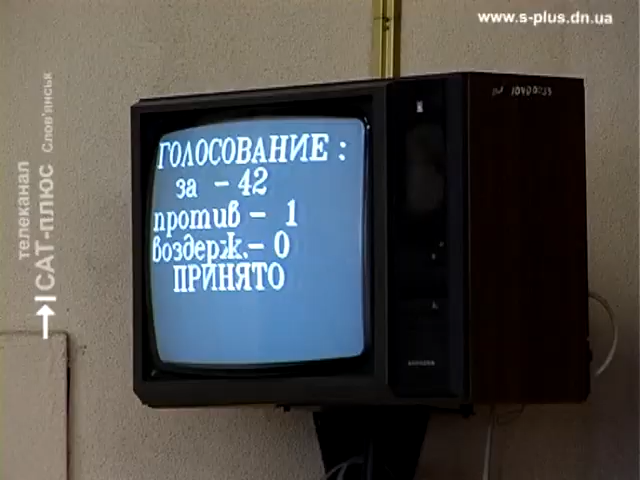 www.s-plus.dn.ua
ГОЛОСОВАНИЕ :
за - 42
против - 1
воздерж.- 0
ПРИНЯТО
телеканал
САТ-плюс Слов'янськ